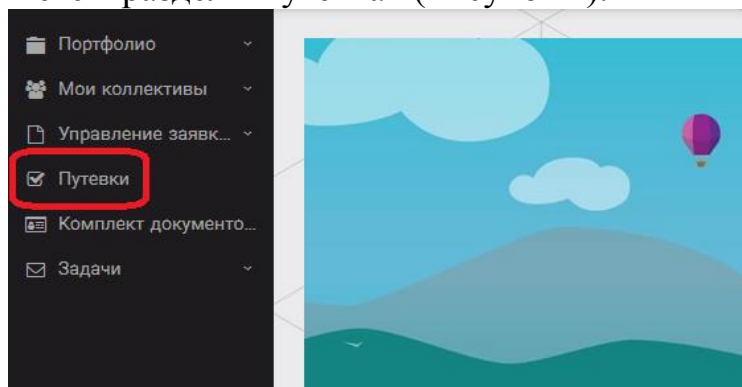 Портфолио
Мои коллективы
Управление заявк...
Путевки
Комплект документо...
Задачи